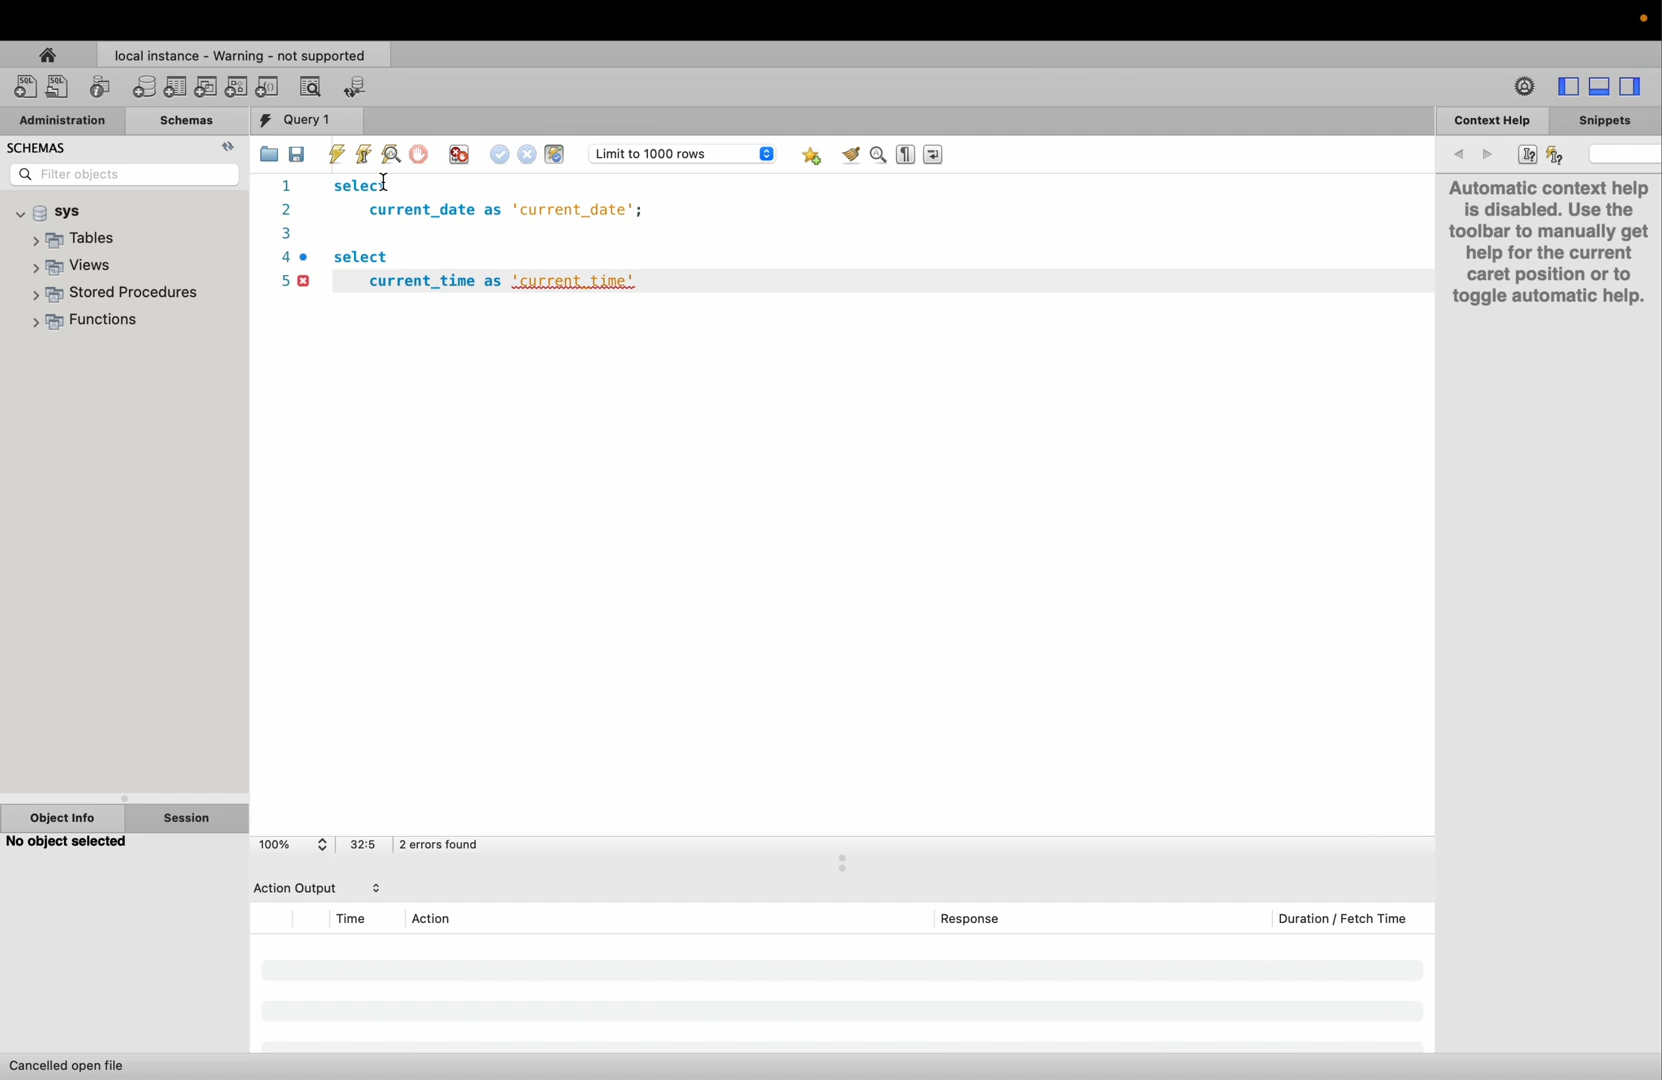 local instance - Warning - not supported
Administration
Schemas
Query 1
Context Help
Snippets
SCHEMAS
Filter objects
Limit to 1000 rows
sys
Tables
Views
Stored Procedures
Functions
1 select
2 current_date as 'current_date';
3
4 select
5 current_time as 'current_time'
Automatic context help
is disabled. Use the
toolbar to manually get
help for the current
caret position or to
toggle automatic help.
Object Info
Session
No object selected
100%
32:5
2 errors found
Action Output
Time
Action
Response
Duration / Fetch Time
Cancelled open file